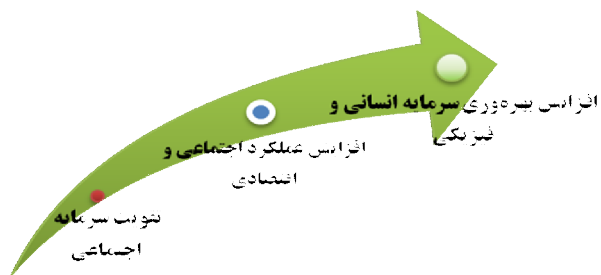 افزایش بهره‌وری سرمایه انسانی و
فیزیکی
افزایش عملکرد اجتماعی و
اقتصادی
تقویت سرمایه
اجتماعی